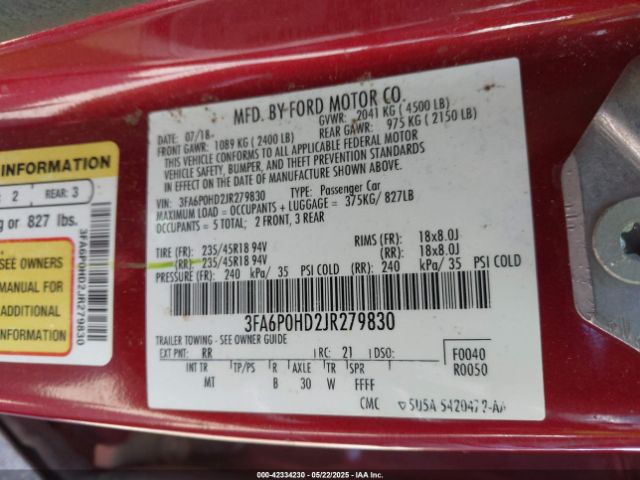 MFD. BY FORD MOTOR CO.
DATE: 07/18 GVWR: 2041 KG ( 4500 LB)
FRONT GAWR: 1089 KG ( 2400 LB) REAR GAWR: 975 KG ( 2150 LB)
THIS VEHICLE CONFORMS TO ALL APPLICABLE FEDERAL MOTOR
VEHICLE SAFETY, BUMPER, AND THEFT PREVENTION STANDARDS
IN EFFECT ON THE DATE OF MANUFACTURE SHOWN ABOVE.
VIN: 3FA6P0HD2JR279830 TYPE: Passenger Car
MAXIMUM LOAD = OCCUPANTS + LUGGAGE = 375KG/ 827LB
OCCUPANTS = 5 TOTAL; 2 FRONT, 3 REAR
TIRE (FR): 235/45R18 94V RIMS (FR): 18x8.0J
(RR): 235/45R18 94V (RR): 18x8.0J
PRESSURE (FR): 240 kPa/ 35 PSI COLD (RR): 240 kPa/ 35 PSI COLD
3FA6P0HD2JR279830
TRAILER TOWING - SEE OWNER GUIDE
EXT PNT: RR RC: 21 DSO: F0040
R0050
INT TR TP/PS R AXLE TR SPR
MT B 30 W FFFF
CMC
INFORMATION
2 REAR: 3
or 827 lbs.
SEE OWNERS
MANUAL FOR
ADDITIONAL
INFORMATION
3FA6P0HD2JR279830
000-42334230 - 05/22/2025 - IAAI.COM